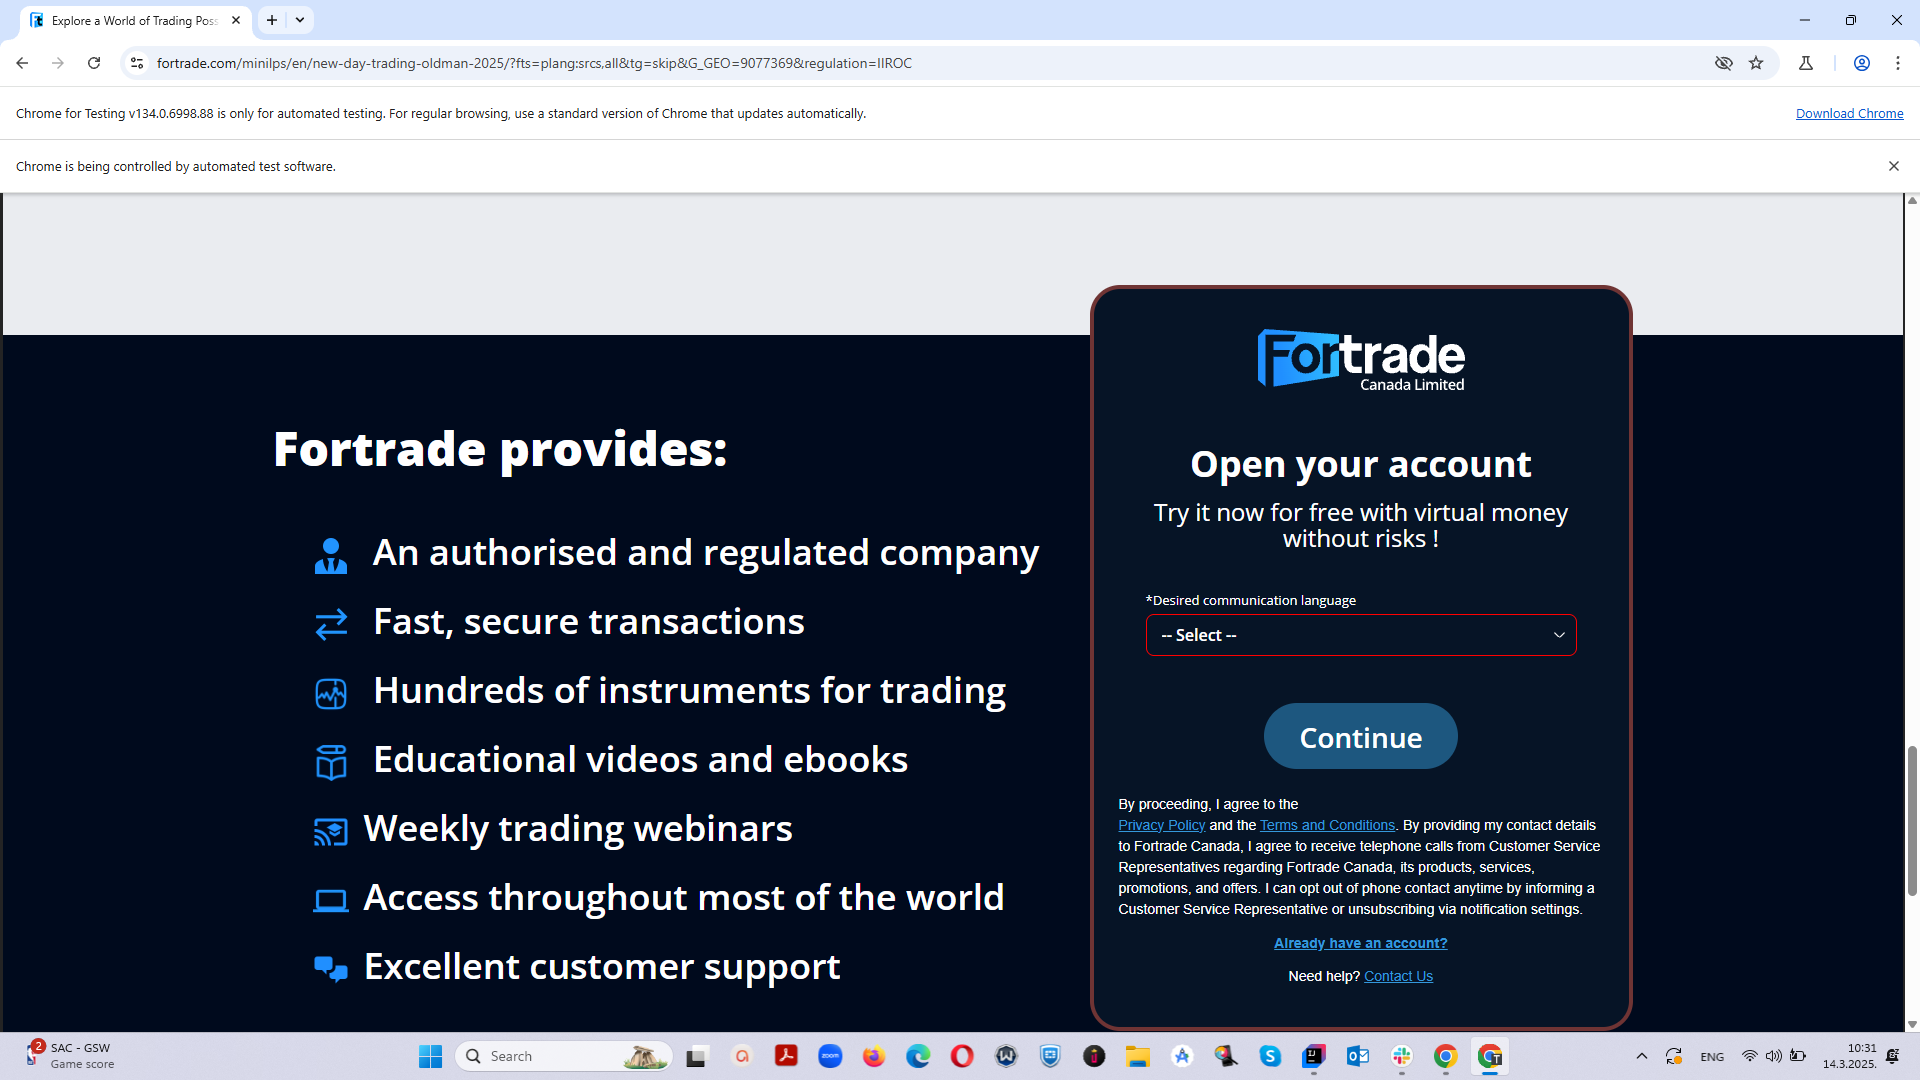 Explore a World of Trading Poss
fortrade.com/minilps/en/new-day-trading-oldman-2025/?fts=plang:srcs,all&tg=skip&G_GEO=9077369&regulation=IIROC
Chrome for Testing v134.0.6998.88 is only for automated testing. For regular browsing, use a standard version of Chrome that updates automatically.
Download Chrome
Chrome is being controlled by automated test software.
Fortrade provides:
An authorised and regulated company
Fast, secure transactions
Hundreds of instruments for trading
Educational videos and ebooks
Weekly trading webinars
Access throughout most of the world
Excellent customer support
Fortrade
Canada Limited
Open your account
Try it now for free with virtual money
without risks !
*Desired communication language
-- Select --
Continue
By proceeding, I agree to the
Privacy Policy and the Terms and Conditions. By providing my contact details
to Fortrade Canada, I agree to receive telephone calls from Customer Service
Representatives regarding Fortrade Canada, its products, services,
promotions, and offers. I can opt out of phone contact anytime by informing a
Customer Service Representative or unsubscribing via notification settings.
Already have an account?
Need help? Contact Us
2
SAC - GSW
Game score
Search
zoom
ENG
10:31
14.3.2025.